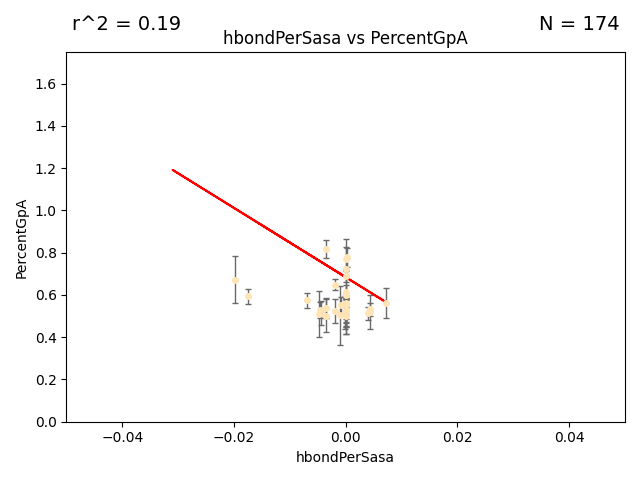 r^2 = 0.19
N = 174
hbondPerSasa vs PercentGpA
1.6
1.4
1.2
1.0
0.8
0.6
0.4
0.2
0.0
PercentGpA
−0.04
−0.02
0.00
0.02
0.04
hbondPerSasa